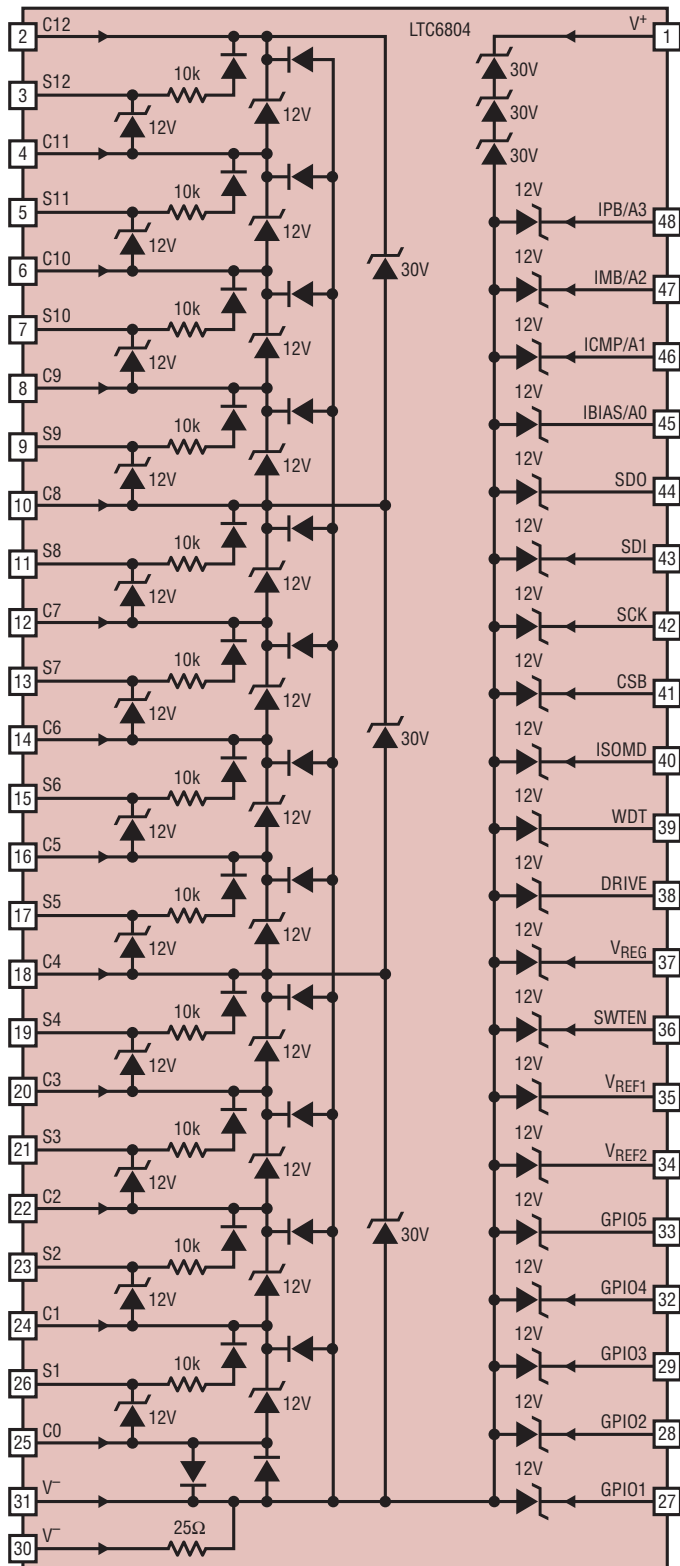 LTC6804
2 C12
V+ 1
30V
30V
30V
10k
3 S12
12V
12V
4 C11
10k
5 S11
12V
12V
6 C10
30V
10k
7 S10
12V
12V
8 C9
10k
9 S9
12V
12V
10 C8
10k
11 S8
12V
12V
12 C7
10k
13 S7
12V
12V
14 C6
30V
10k
15 S6
12V
12V
16 C5
10k
17 S5
12V
12V
18 C4
10k
19 S4
12V
12V
20 C3
10k
21 S3
12V
12V
22 C2
30V
10k
23 S2
12V
12V
24 C1
10k
26 S1
12V
12V
25 C0
31 V−
30 V−
25Ω
12V IPB/A3 48
12V IMB/A2 47
12V ICMP/A1 46
12V IBIAS/A0 45
12V SDO 44
12V SDI 43
12V SCK 42
12V CSB 41
12V ISOMD 40
12V WDT 39
12V DRIVE 38
12V VREG 37
12V SWTEN 36
12V VREF1 35
12V VREF2 34
12V GPIO5 33
12V GPIO4 32
12V GPIO3 29
12V GPIO2 28
12V GPIO1 27